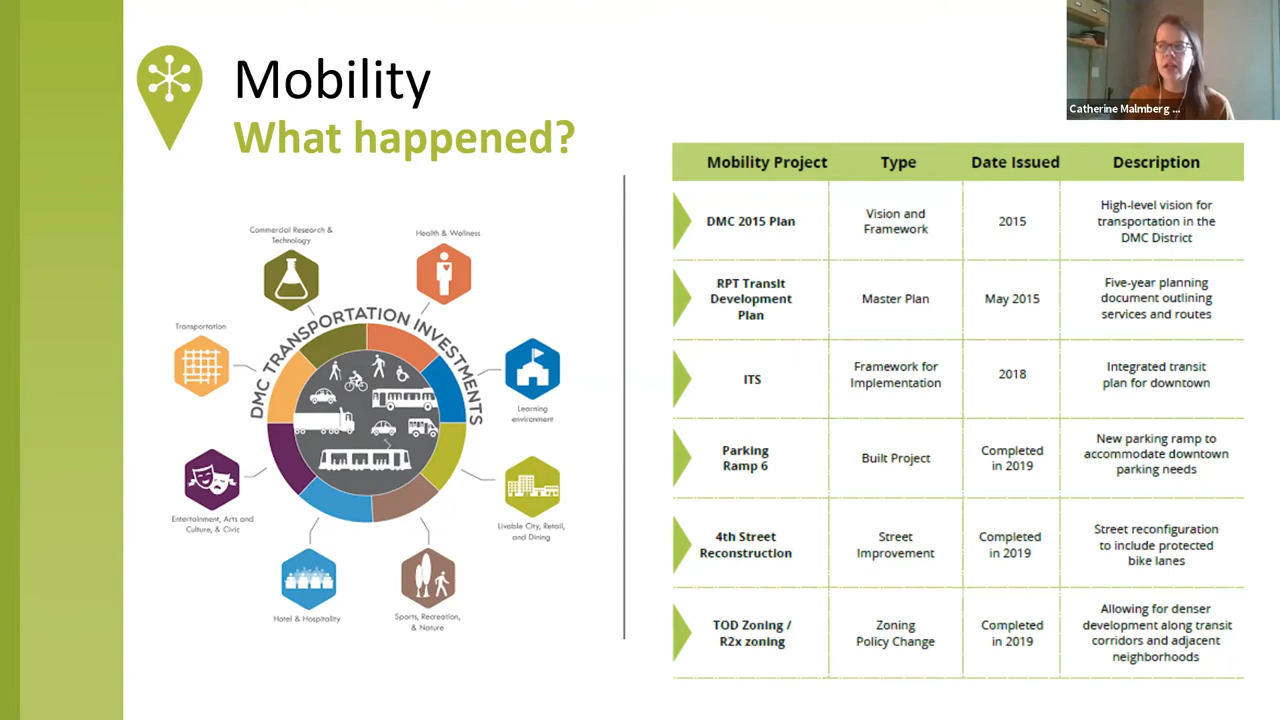 Mobility
What happened?
Catherine Malmberg ...
Commercial Research &
Technology
Health & Wellness
Transportation
DMC TRANSPORTATION INVESTMENTS
Learning
environment
Entertainment, Arts and
Culture, & Civic
Livable City, Retail,
and Dining
Hotel & Hospitality
Sports, Recreation,
& Nature
Mobility Project Type Date Issued Description
DMC 2015 Plan
Vision and
Framework
2015
High-level vision for
transportation in the
DMC District
RPT Transit
Development
Plan
Master Plan
May 2015
Five-year planning
document outlining
services and routes
ITS
Framework for
Implementation
2018
Integrated transit
plan for downtown
Parking
Ramp 6
Built Project
Completed
in 2019
New parking ramp to
accommodate downtown
parking needs
4th Street
Reconstruction
Street
Improvement
Completed
in 2019
Street reconfiguration
to include protected
bike lanes
TOD Zoning /
R2x zoning
Zoning
Policy Change
Completed
in 2019
Allowing for denser
development along transit
corridors and adjacent
neighborhoods